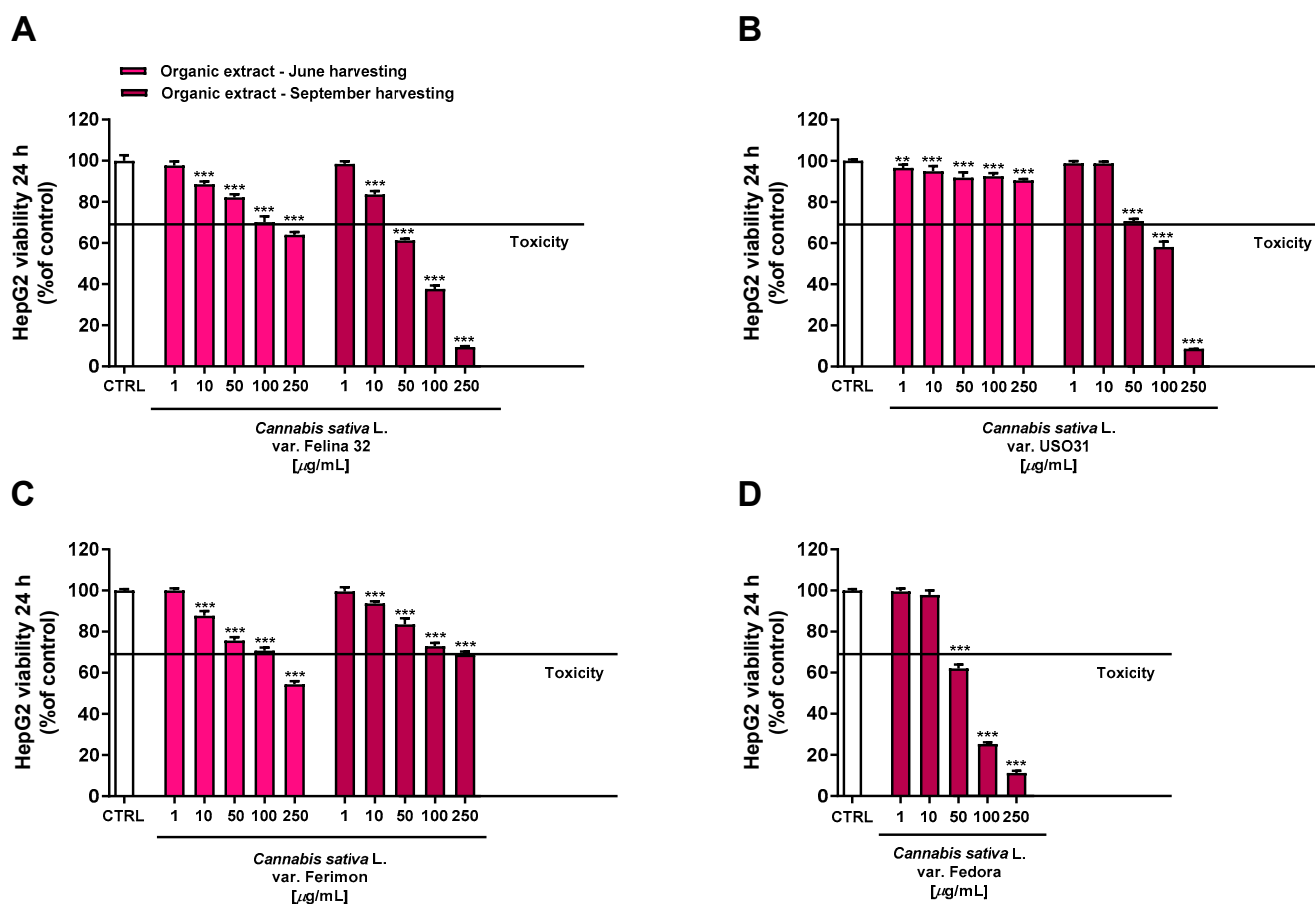 A
Organic extract - June harvesting
Organic extract - September harvesting
HepG2 viability 24 h
(%of control)
120
100
80
60
40
20
0
*** *** *** ***
*** *** *** ***
Toxicity
CTRL 1 10 50 100 250 1 10 50 100 250
Cannabis sativa L.
var. Felina 32
[µg/mL]
B
HepG2 viability 24 h
(%of control)
120
100
80
60
40
20
0
** *** *** *** ***
*** *** ***
Toxicity
CTRL 1 10 50 100 250 1 10 50 100 250
Cannabis sativa L.
var. USO31
[µg/mL]
C
HepG2 viability 24 h
(%of control)
120
100
80
60
40
20
0
*** *** *** ***
*** *** *** ***
Toxicity
CTRL 1 10 50 100 250 1 10 50 100 250
Cannabis sativa L.
var. Ferimon
[µg/mL]
D
HepG2 viability 24 h
(%of control)
120
100
80
60
40
20
0
*** *** ***
Toxicity
CTRL 1 10 50 100 250
Cannabis sativa L.
var. Fedora
[µg/mL]